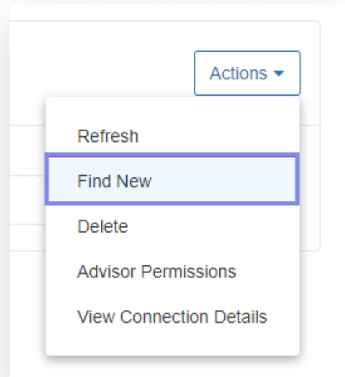 Actions
Refresh
Find New
Delete
Advisor Permissions
View Connection Details